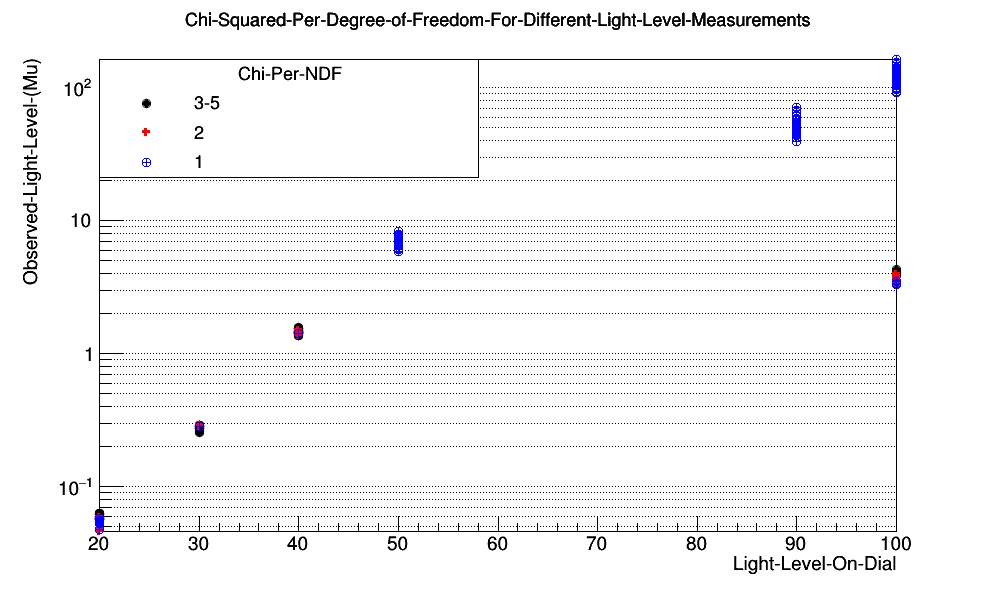 Chi-Squared-Per-Degree-of-Freedom-For-Different-Light-Level-Measurements
Observed-Light-Level-(Mu)
Chi-Per-NDF
3-5
2
1
10²
10
1
10⁻¹
20 30 40 50 60 70 80 90 100
Light-Level-On-Dial